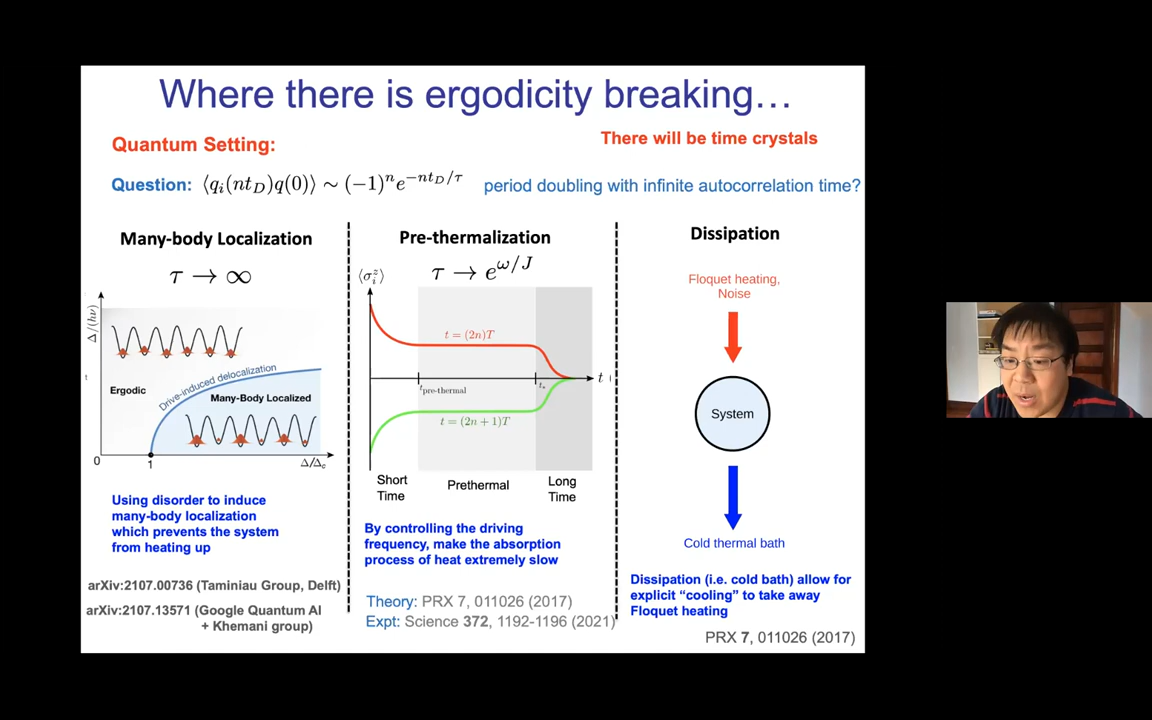 Where there is ergodicity breaking…
Quantum Setting:
There will be time crystals
Question: ⟨q_i(nt_D)q(0)⟩ ∼ (−1)^n e^{−nt_D/τ} period doubling with infinite autocorrelation time?
Many-body Localization
τ → ∞
Δ/(hν)
t
Ergodic
Drive-induced delocalization
Many-Body Localized
0
1
Δ/Δ_c
Using disorder to induce
many-body localization
which prevents the system
from heating up
arXiv:2107.00736 (Taminiau Group, Delft)
arXiv:2107.13571 (Google Quantum AI
+ Khemani group)
Pre-thermalization
⟨σ_i^z⟩
τ → e^{ω/J}
t = (2n)T
t
t_pre-thermal
t_*
t = (2n + 1)T
Short
Time
Prethermal
Long
Time
By controlling the driving
frequency, make the absorption
process of heat extremely slow
Theory: PRX 7, 011026 (2017)
Expt: Science 372, 1192-1196 (2021)
Dissipation
Floquet heating,
Noise
System
Cold thermal bath
Dissipation (i.e. cold bath) allow for
explicit “cooling” to take away
Floquet heating
PRX 7, 011026 (2017)